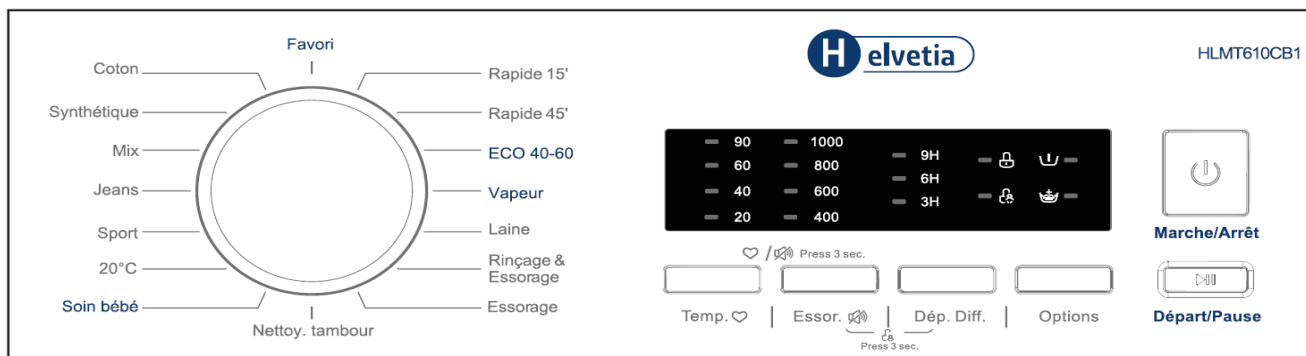 Favori
Coton
Synthétique
Mix
Jeans
Sport
20°C
Soin bébé
Nettoy. tambour
Rapide 15'
Rapide 45'
ECO 40-60
Vapeur
Laine
Rinçage &
Essorage
Essorage
Helvetia
HLMT610CB1
90 1000
60 800 9H
40 600 6H
20 400 3H
/ Press 3 sec.
Temp. | Essor. | Dép. Diff. | Options
Press 3 sec.
Marche/Arrêt
Départ/Pause